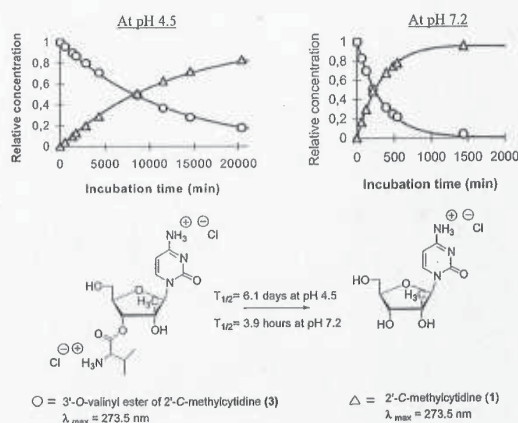 At pH 4.5
At pH 7.2
Relative concentration
1
0,8
0,6
0,4
0,2
0
0 5000 10000 15000 20000
Incubation time (min)
Relative concentration
1
0,8
0,6
0,4
0,2
0
0 500 1000 1500 2000
Incubation time (min)
⊕ ⊖
NH3 Cl
N
N O
HO O
H3C
O OH
O
Cl ⊖ ⊕
H3N
T1/2= 6.1 days at pH 4.5
T1/2= 3.9 hours at pH 7.2
⊕ ⊖
NH3 Cl
N
N O
HO O
H3C
OH OH
O = 3'-O-valinyl ester of 2'-C-methylcytidine (3)
λ max = 273.5 nm
△ = 2'-C-methylcytidine (1)
λ max = 273.5 nm